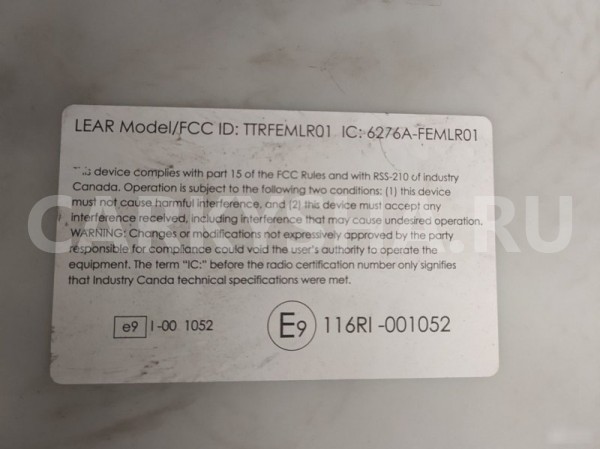 LEAR Model/FCC ID: TTRFEMLR01 IC: 6276A-FEMLR01
This device complies with part 15 of the FCC Rules and with RSS-210 of Industry
Canada. Operation is subject to the following two conditions: (1) this device
must not cause harmful interference, and (2) this device must accept any
interference received, including interference that may cause undesired operation.
WARNING: Changes or modifications not expressively approved by the party
responsible for compliance could void the user's authority to operate the
equipment. The term "IC:" before the radio certification number only signifies
that Industry Canda technical specifications were met.
e9 I-00 1052
E9 116RI -001052